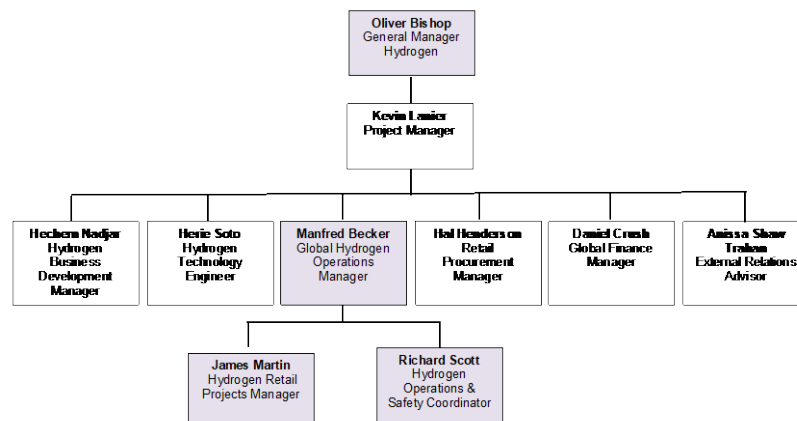 Oliver Bishop
General Manager
Hydrogen
Kevin Lanier
Project Manager
Hechem Nadjar
Hydrogen
Business
Development
Manager
Herie Soto
Hydrogen
Technology
Engineer
Manfred Becker
Global Hydrogen
Operations
Manager
Hal Henderson
Retail
Procurement
Manager
Daniel Crush
Global Finance
Manager
Anissa Shaw
Trahan
External Relations
Advisor
James Martin
Hydrogen Retail
Projects Manager
Richard Scott
Hydrogen
Operations &
Safety Coordinator